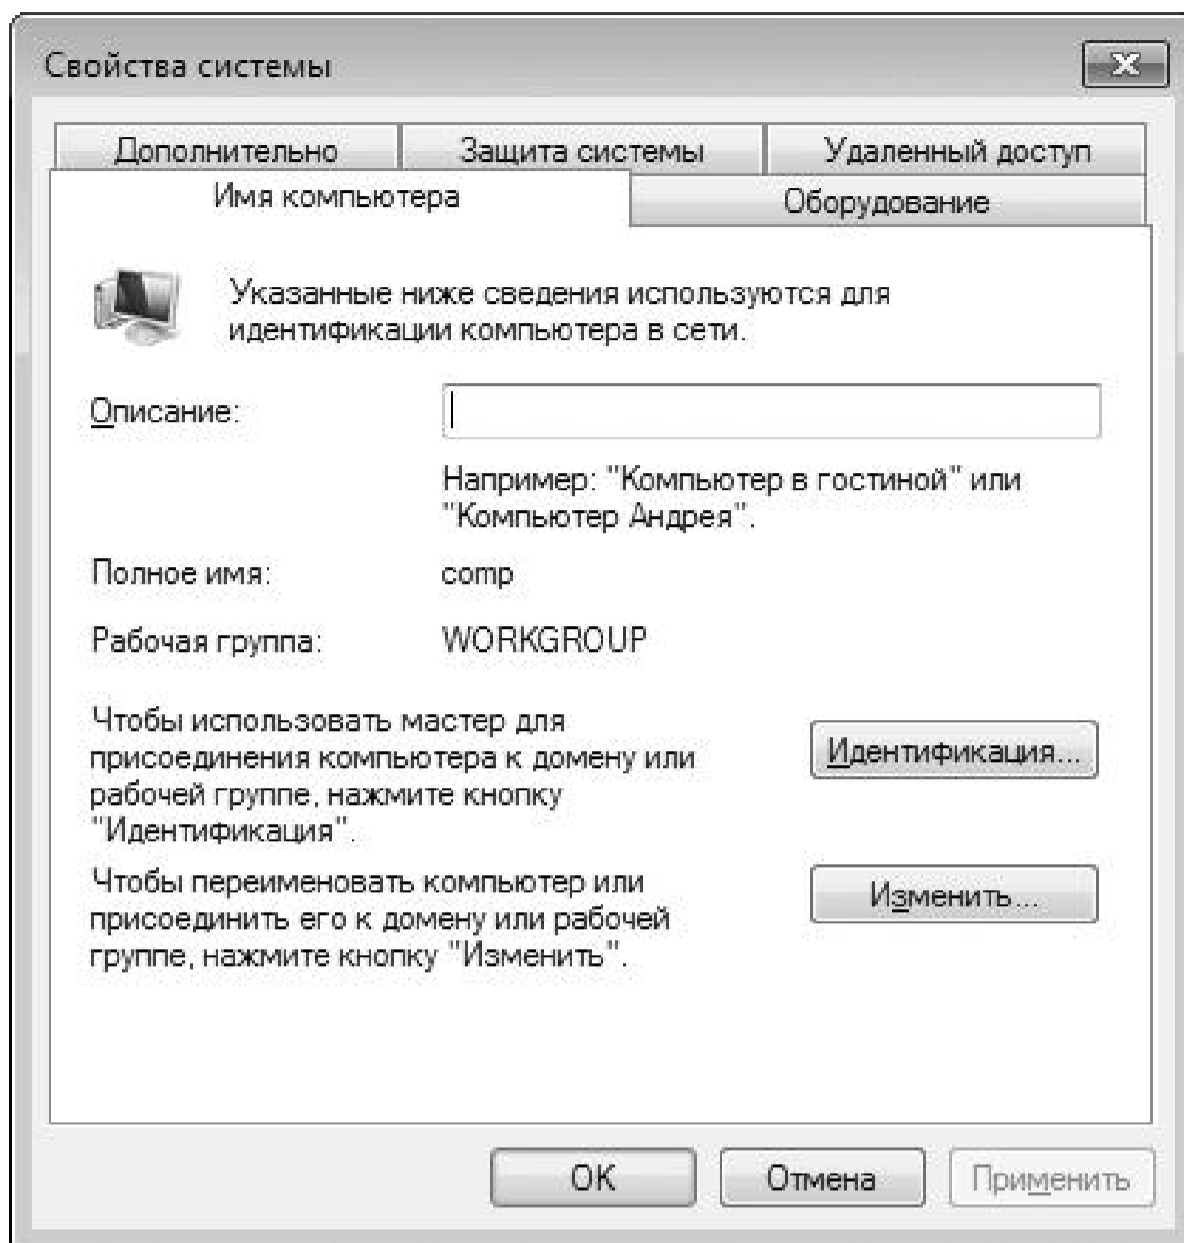 Свойства системы
Дополнительно
Защита системы
Удаленный доступ
Имя компьютера
Оборудование
Указанные ниже сведения используются для
идентификации компьютера в сети.
Описание:
Например: "Компьютер в гостиной" или
"Компьютер Андрея".
Полное имя:
comp
Рабочая группа:
WORKGROUP
Чтобы использовать мастер для
присоединения компьютера к домену или
рабочей группе, нажмите кнопку
"Идентификация".
Идентификация...
Чтобы переименовать компьютер или
присоединить его к домену или рабочей
группе, нажмите кнопку "Изменить".
Изменить...
OK
Отмена
Применить